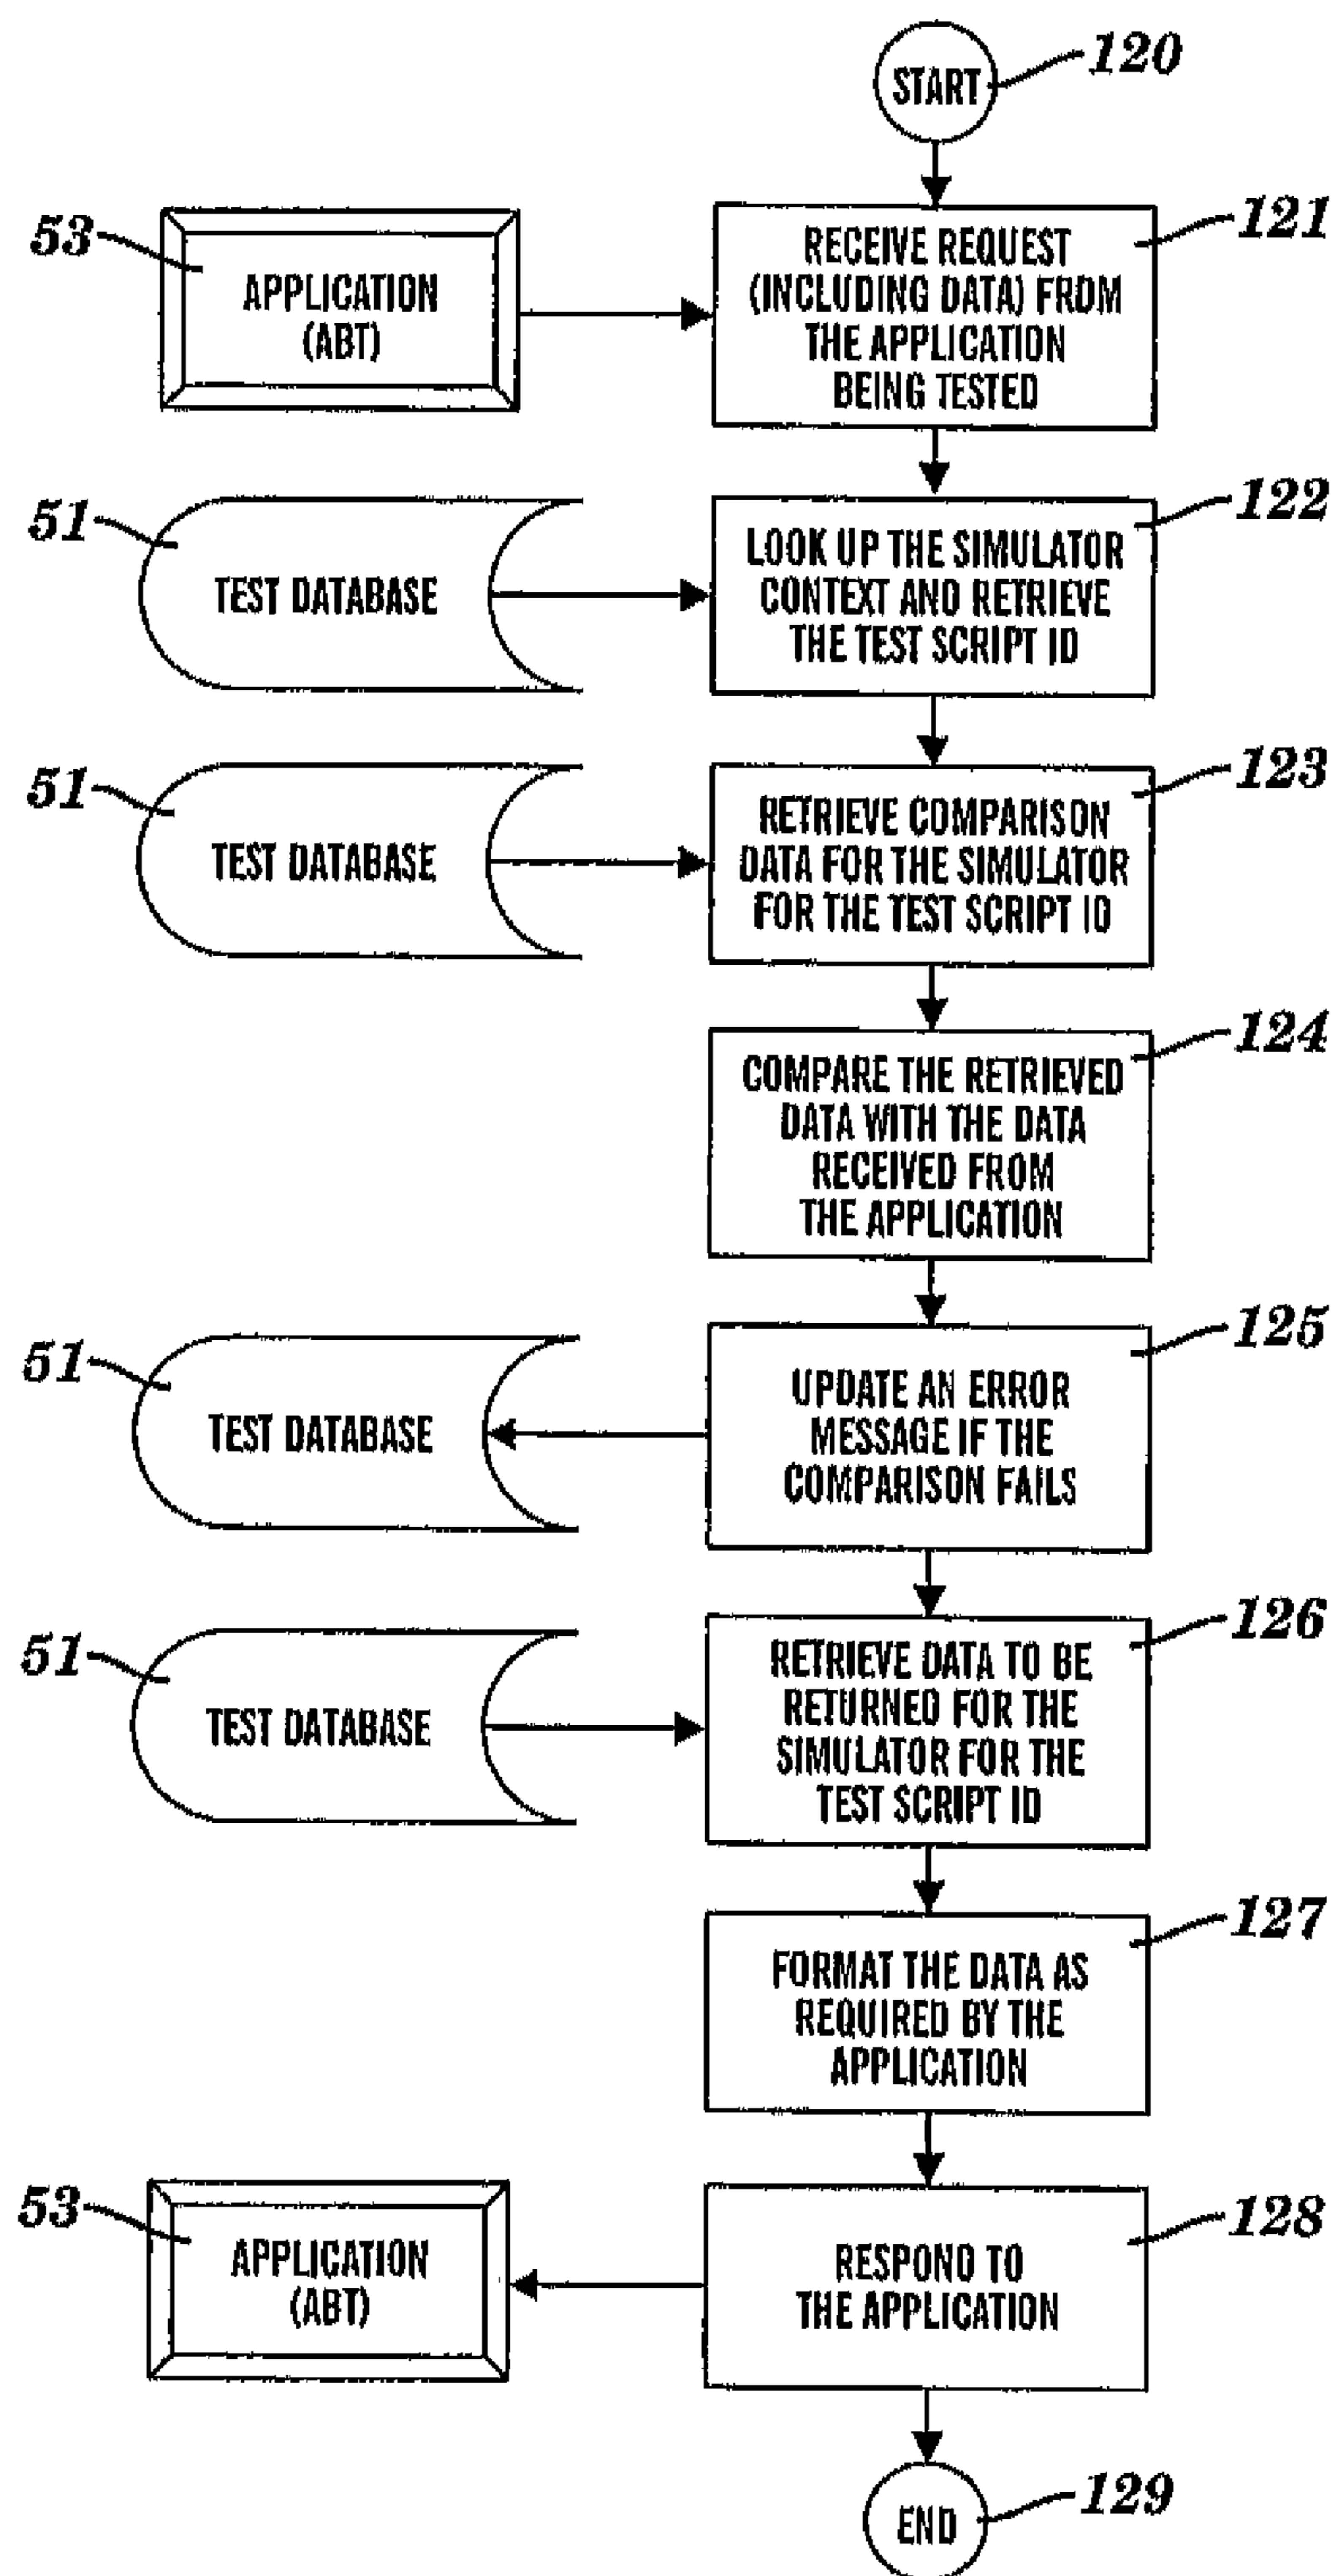 START
120
53
APPLICATION
(ABT)
RECEIVE REQUEST
(INCLUDING DATA) FROM
THE APPLICATION
BEING TESTED
121
51
TEST DATABASE
LOOK UP THE SIMULATOR
CONTEXT AND RETRIEVE
THE TEST SCRIPT ID
122
51
TEST DATABASE
RETRIEVE COMPARISON
DATA FOR THE SIMULATOR
FOR THE TEST SCRIPT ID
123
COMPARE THE RETRIEVED
DATA WITH THE DATA
RECEIVED FROM
THE APPLICATION
124
51
TEST DATABASE
UPDATE AN ERROR
MESSAGE IF THE
COMPARISON FAILS
125
51
TEST DATABASE
RETRIEVE DATA TO BE
RETURNED FOR THE
SIMULATOR FOR THE
TEST SCRIPT ID
126
FORMAT THE DATA AS
REQUIRED BY THE
APPLICATION
127
53
APPLICATION
(ABT)
RESPOND TO
THE APPLICATION
128
END
129